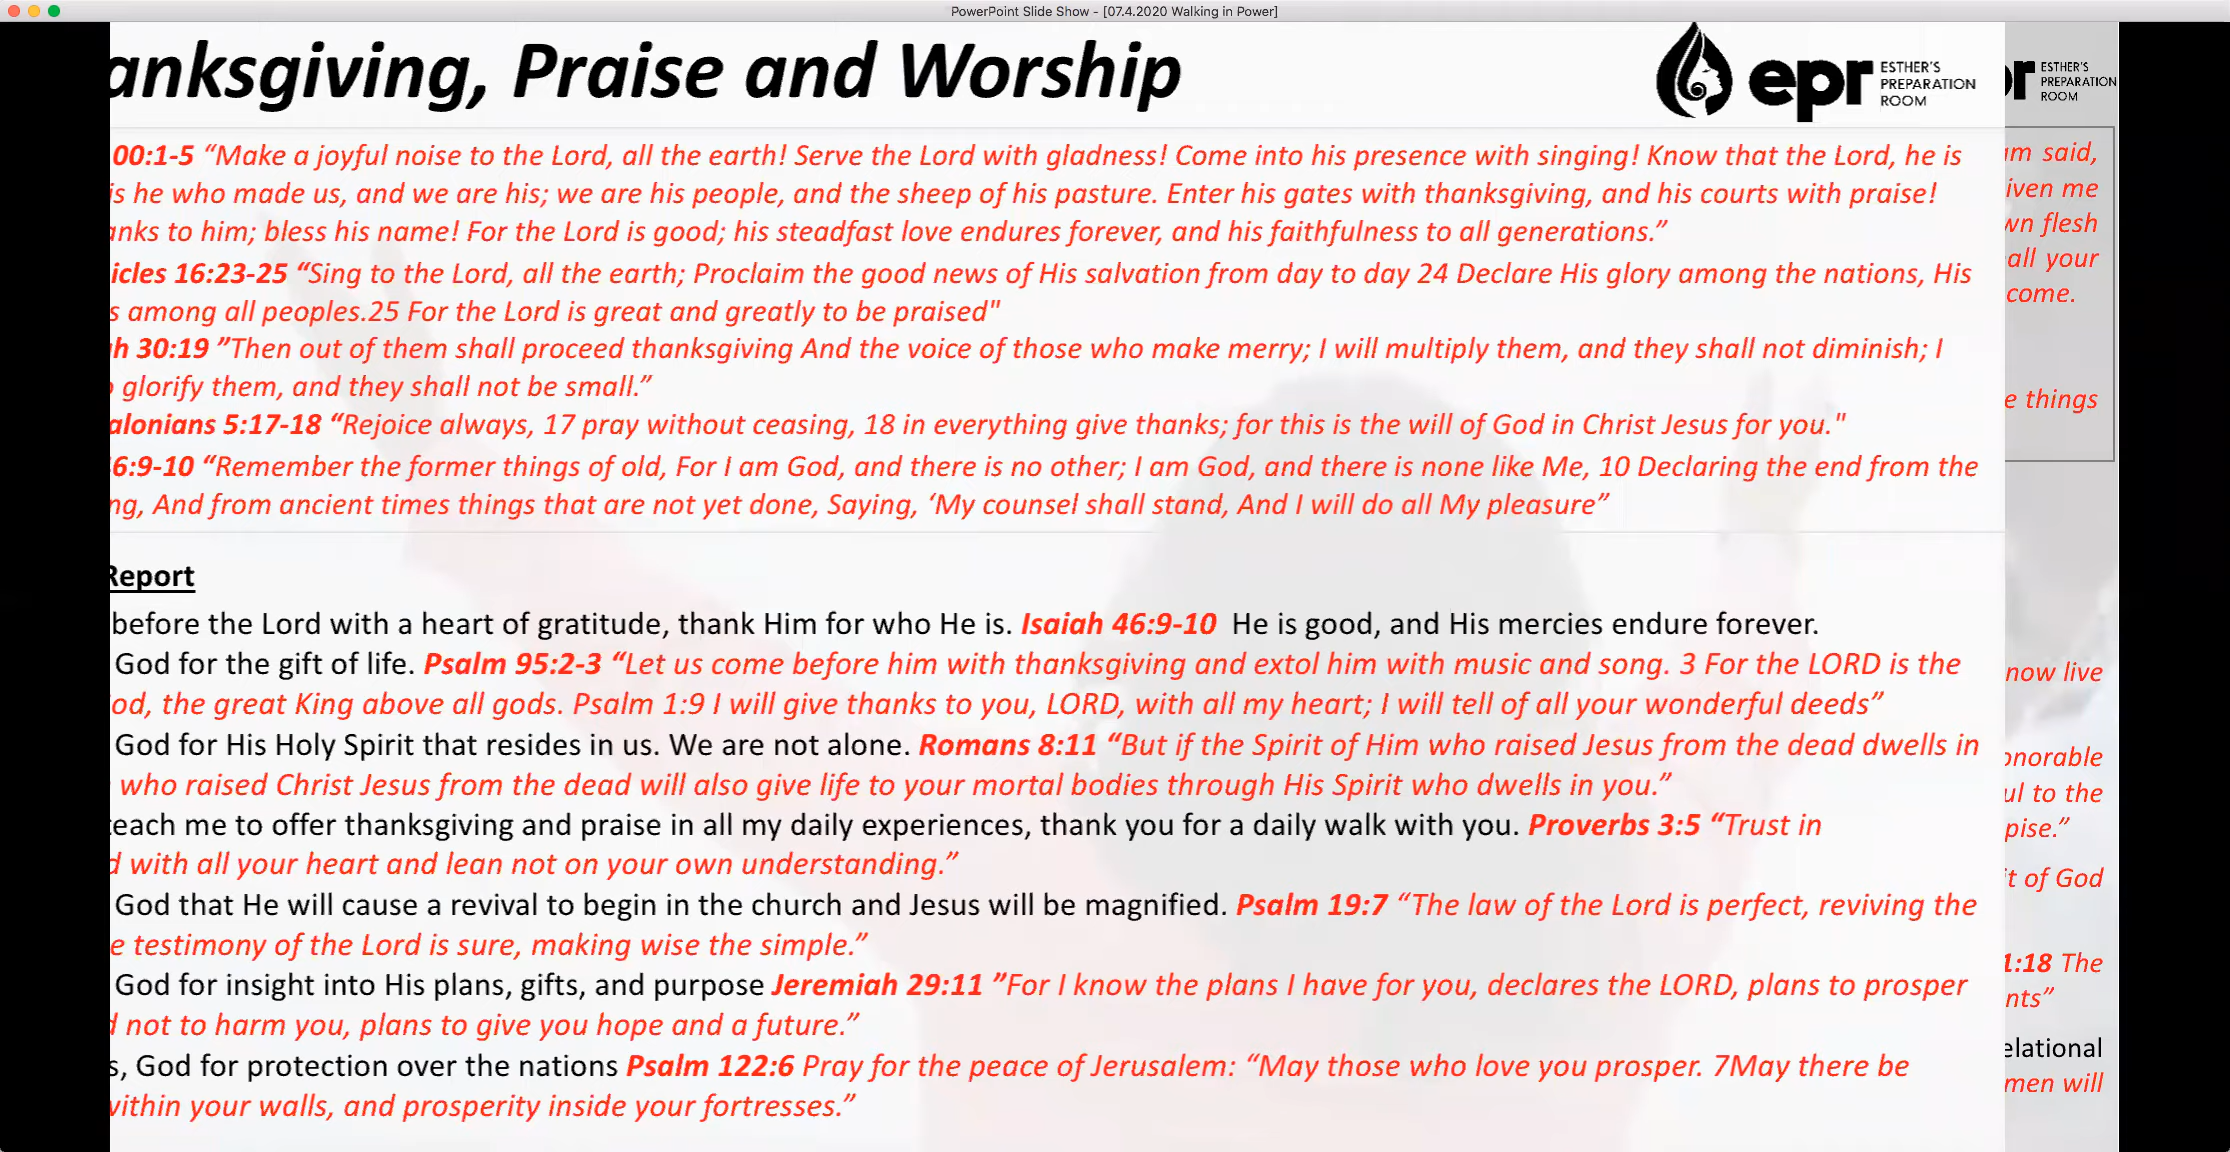 PowerPoint Slide Show - [07.4.2020 Walking in Power]
anksgiving, Praise and Worship
epr ESTHER'S
PREPARATION
ROOM
00:1-5 “Make a joyful noise to the Lord, all the earth! Serve the Lord with gladness! Come into his presence with singing! Know that the Lord, he is
is he who made us, and we are his; we are his people, and the sheep of his pasture. Enter his gates with thanksgiving, and his courts with praise!
anks to him; bless his name! For the Lord is good; his steadfast love endures forever, and his faithfulness to all generations.”
icles 16:23-25 “Sing to the Lord, all the earth; Proclaim the good news of His salvation from day to day 24 Declare His glory among the nations, His
s among all peoples.25 For the Lord is great and greatly to be praised"
h 30:19 ”Then out of them shall proceed thanksgiving And the voice of those who make merry; I will multiply them, and they shall not diminish; I
o glorify them, and they shall not be small.”
alonians 5:17-18 “Rejoice always, 17 pray without ceasing, 18 in everything give thanks; for this is the will of God in Christ Jesus for you."
46:9-10 “Remember the former things of old, For I am God, and there is no other; I am God, and there is none like Me, 10 Declaring the end from the
ng, And from ancient times things that are not yet done, Saying, ‘My counsel shall stand, And I will do all My pleasure”
Report
before the Lord with a heart of gratitude, thank Him for who He is. Isaiah 46:9-10 He is good, and His mercies endure forever.
God for the gift of life. Psalm 95:2-3 “Let us come before him with thanksgiving and extol him with music and song. 3 For the LORD is the
od, the great King above all gods. Psalm 1:9 I will give thanks to you, LORD, with all my heart; I will tell of all your wonderful deeds”
God for His Holy Spirit that resides in us. We are not alone. Romans 8:11 “But if the Spirit of Him who raised Jesus from the dead dwells in
who raised Christ Jesus from the dead will also give life to your mortal bodies through His Spirit who dwells in you.”
teach me to offer thanksgiving and praise in all my daily experiences, thank you for a daily walk with you. Proverbs 3:5 “Trust in
d with all your heart and lean not on your own understanding.”
God that He will cause a revival to begin in the church and Jesus will be magnified. Psalm 19:7 “The law of the Lord is perfect, reviving the
e testimony of the Lord is sure, making wise the simple.”
God for insight into His plans, gifts, and purpose Jeremiah 29:11 ”For I know the plans I have for you, declares the LORD, plans to prosper
d not to harm you, plans to give you hope and a future.”
s, God for protection over the nations Psalm 122:6 Pray for the peace of Jerusalem: “May those who love you prosper. 7May there be
within your walls, and prosperity inside your fortresses.”
r ESTHER'S
PREPARATION
ROOM
am said,
iven me
wn flesh
all your
come.
e things
now live
onorable
ul to the
pise.”
it of God
1:18 The
nts”
elational
men will